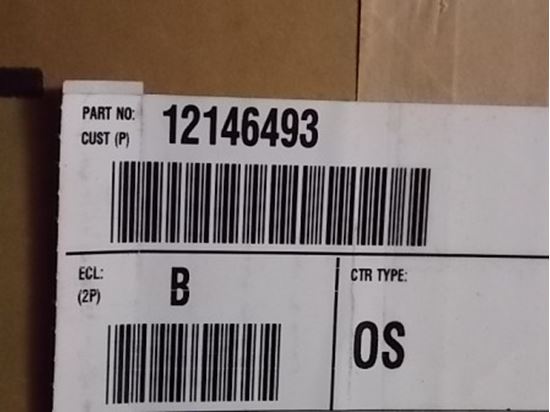 PART NO: 12146493
CUST (P)
ECL: B
(2P)
CTR TYPE:
OS